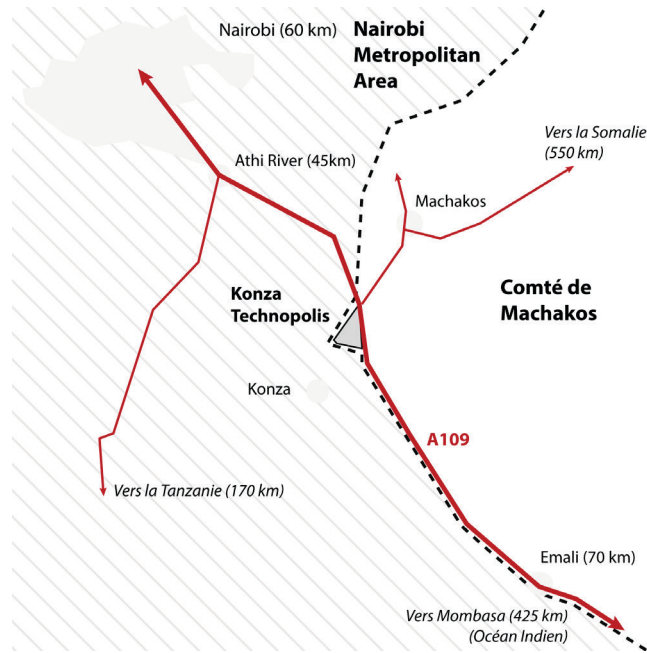 Nairobi (60 km)
Nairobi
Metropolitan
Area
Vers la Somalie
(550 km)
Athi River (45km)
Machakos
Konza
Technopolis
Comté de
Machakos
Konza
A109
Vers la Tanzanie (170 km)
Emali (70 km)
Vers Mombasa (425 km)
(Océan Indien)